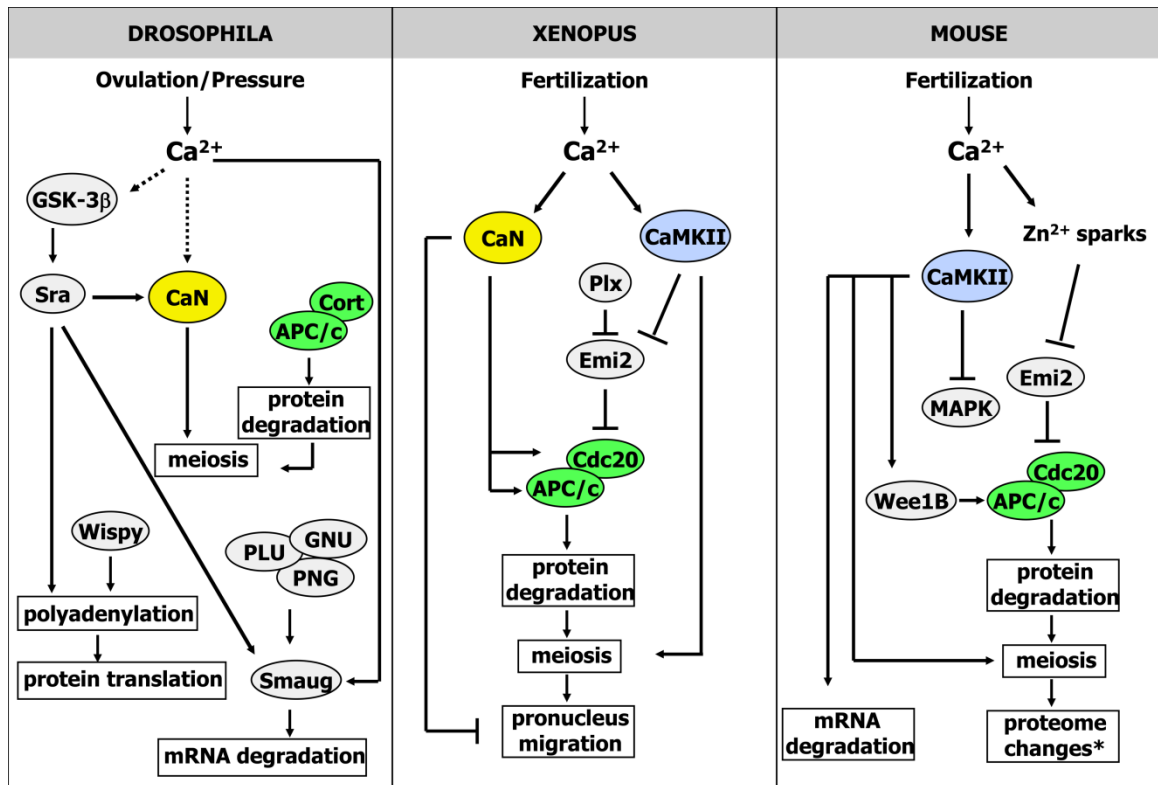 DROSOPHILA
Ovulation/Pressure
Ca²⁺
GSK-3β
Sra
CaN
Cort
APC/c
protein
degradation
meiosis
Wispy
PLU
GNU
PNG
polyadenylation
protein translation
Smaug
mRNA degradation
XENOPUS
Fertilization
Ca²⁺
CaN
CaMKII
Plx
Emi2
Cdc20
APC/c
protein
degradation
meiosis
pronucleus
migration
MOUSE
Fertilization
Ca²⁺
Zn²⁺ sparks
CaMKII
Emi2
MAPK
Cdc20
Wee1B
APC/c
protein
degradation
meiosis
mRNA
degradation
proteome
changes*